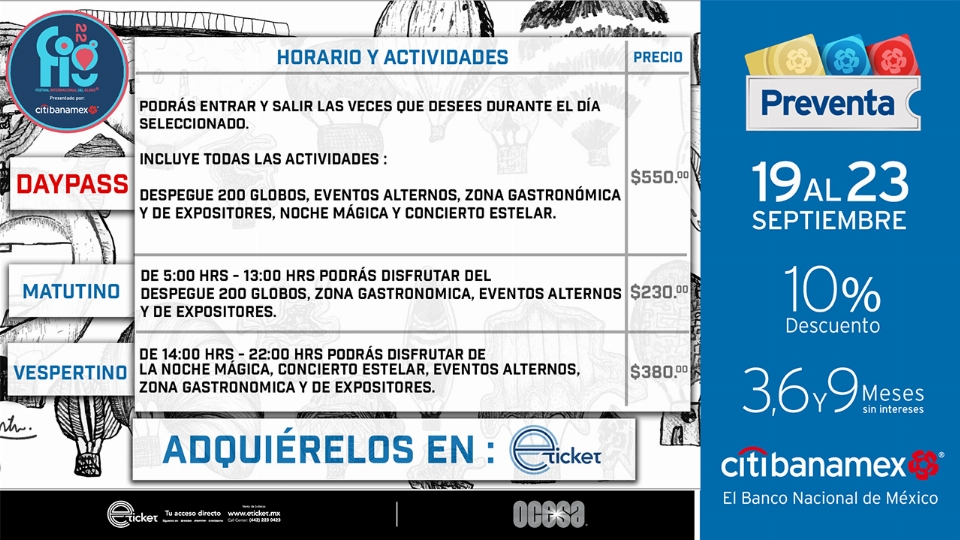 22
FESTIVAL INTERNACIONAL DEL GLOBO
Presentado por:
citibanamex
HORARIO Y ACTIVIDADES
PRECIO
DAYPASS
PODRÁS ENTRAR Y SALIR LAS VECES QUE DESEES DURANTE EL DÍA
SELECCIONADO.
INCLUYE TODAS LAS ACTIVIDADES :
DESPEGUE 200 GLOBOS, EVENTOS ALTERNOS, ZONA GASTRONÓMICA
Y DE EXPOSITORES, NOCHE MÁGICA Y CONCIERTO ESTELAR.
$550.00
MATUTINO
DE 5:00 HRS - 13:00 HRS PODRÁS DISFRUTAR DEL
DESPEGUE 200 GLOBOS, ZONA GASTRONOMICA, EVENTOS ALTERNOS
Y DE EXPOSITORES.
$230.00
VESPERTINO
DE 14:00 HRS - 22:00 HRS PODRÁS DISFRUTAR DE
LA NOCHE MÁGICA, CONCIERTO ESTELAR, EVENTOS ALTERNOS,
ZONA GASTRONOMICA Y DE EXPOSITORES.
$380.00
ADQUIÉRELOS EN : eticket
eticket
Tu acceso directo
www.eticket.mx
Call Center: (442) 223 0423
ocesa
Preventa
19 AL 23
SEPTIEMBRE
10%
Descuento
3,6 Y 9 Meses
sin intereses
citibanamex
El Banco Nacional de México